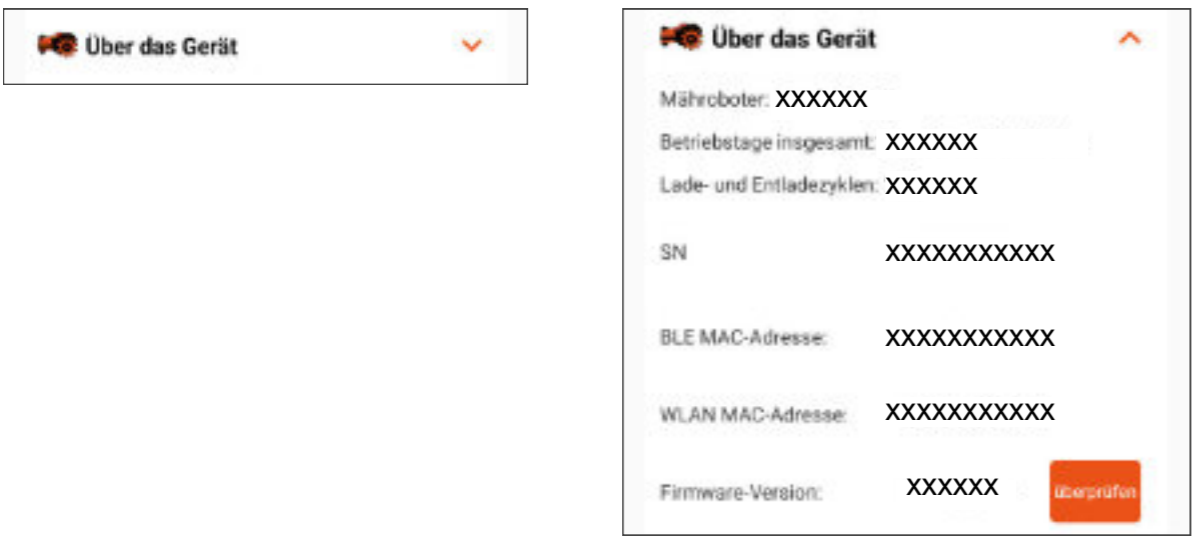 Über das Gerät
Über das Gerät
Mähroboter: XXXXXX
Betriebstage insgesamt: XXXXXX
Lade- und Entladezyklen: XXXXXX
SN XXXXXXXXXXX
BLE MAC-Adresse: XXXXXXXXXXX
WLAN MAC-Adresse: XXXXXXXXXXX
Firmware-Version: XXXXXX überprüfen